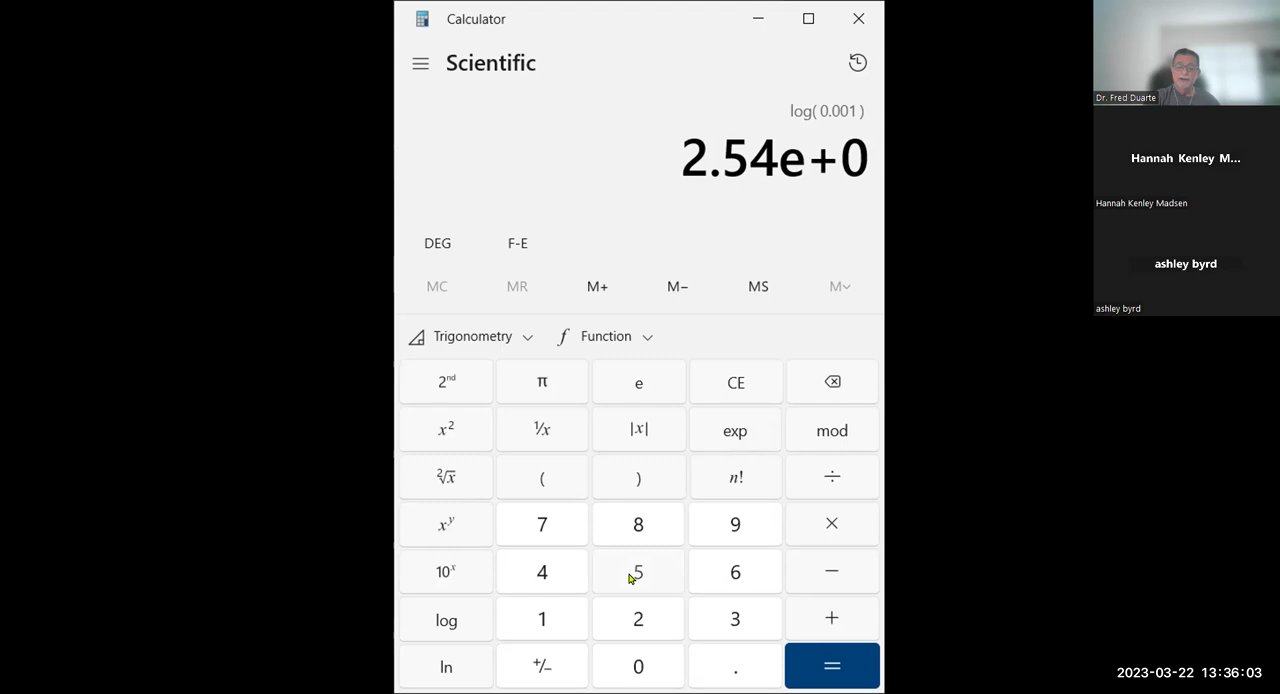 Calculator
Scientific
log( 0.001 )
2.54e+0
DEG F-E
MC MR M+ M− MS M
Trigonometry f Function
2nd π e CE
x2 1/x |x| exp mod
2√x ( ) n! ÷
xy 7 8 9 ×
10x 4 5 6 −
log 1 2 3 +
ln +/− 0 . =
Dr. Fred Duarte
Hannah Kenley M...
Hannah Kenley Madsen
ashley byrd
ashley byrd
2023-03-22 13:36:03